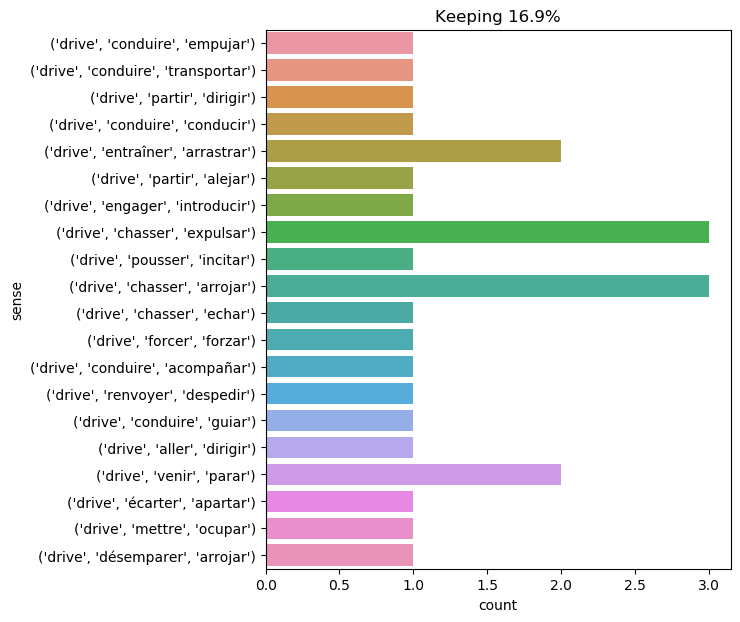 Keeping 16.9%
('drive', 'conduire', 'empujar')
('drive', 'conduire', 'transportar')
('drive', 'partir', 'dirigir')
('drive', 'conduire', 'conducir')
('drive', 'entraîner', 'arrastrar')
('drive', 'partir', 'alejar')
('drive', 'engager', 'introducir')
('drive', 'chasser', 'expulsar')
('drive', 'pousser', 'incitar')
('drive', 'chasser', 'arrojar')
('drive', 'chasser', 'echar')
('drive', 'forcer', 'forzar')
('drive', 'conduire', 'acompañar')
('drive', 'renvoyer', 'despedir')
('drive', 'conduire', 'guiar')
('drive', 'aller', 'dirigir')
('drive', 'venir', 'parar')
('drive', 'écarter', 'apartar')
('drive', 'mettre', 'ocupar')
('drive', 'désemparer', 'arrojar')
sense
0.0 0.5 1.0 1.5 2.0 2.5 3.0
count